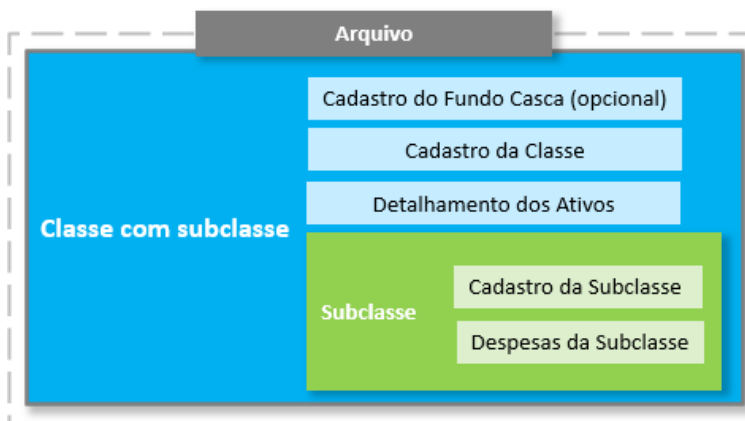 Arquivo
Cadastro do Fundo Casca (opcional)
Cadastro da Classe
Detalhamento dos Ativos
Classe com subclasse
Subclasse
Cadastro da Subclasse
Despesas da Subclasse